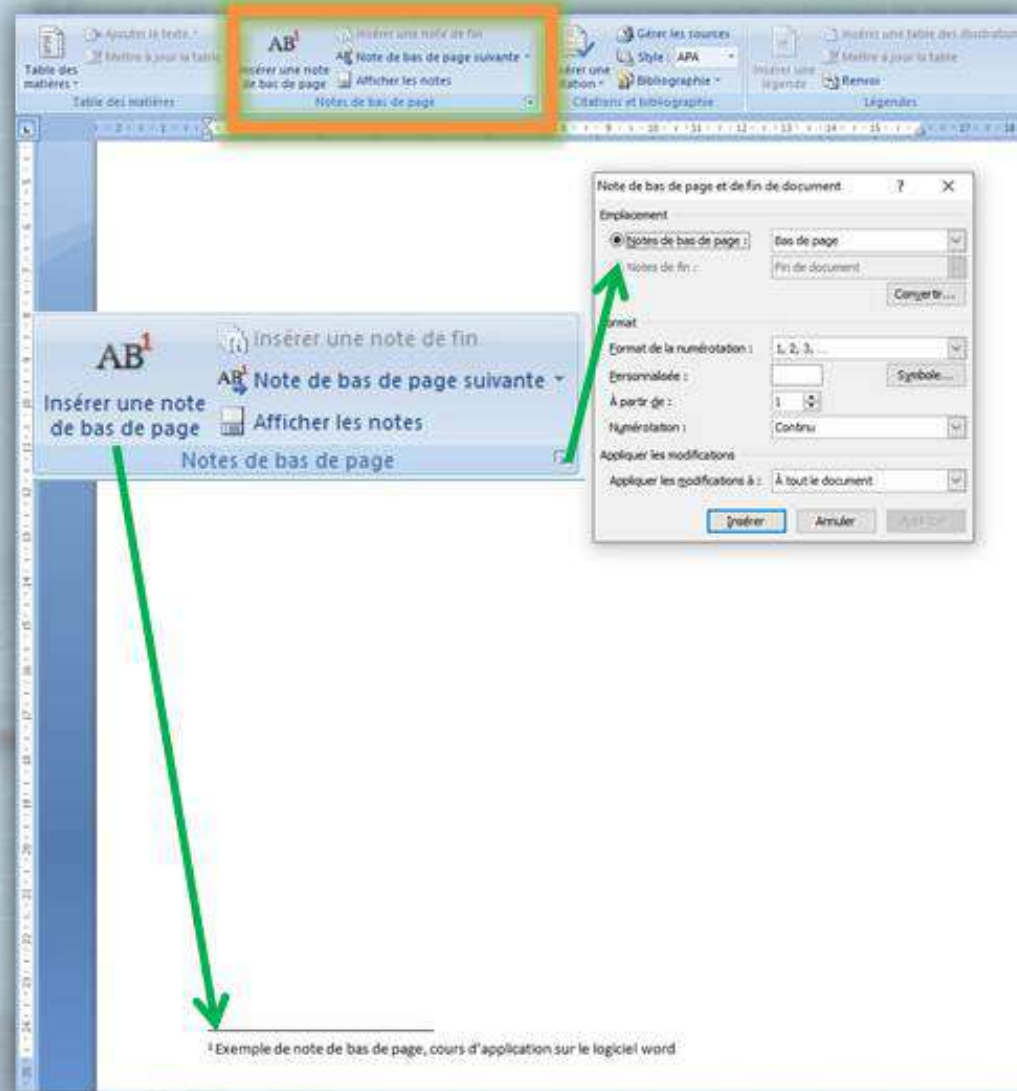 Table des matières
Ajouter le texte
Mettre à jour la table
Table des matières
AB¹
Insérer une note de bas de page
Insérer une note de fin
Note de bas de page suivante
Afficher les notes
Notes de bas de page
Gérer les sources
Style : APA
Bibliographie
Citations et bibliographie
Insérer une légende
Insérer une table des illustration
Mettre à jour la table
Renvoi
Légendes
Note de bas de page et de fin de document ? ×
Emplacement
Notes de bas de page : Bas de page
Notes de fin : Fin de document
Convertir...
Format de la numérotation : 1, 2, 3, ...
Personnalisée : Symbole...
À partir de : 1
Numérotation : Continu
Appliquer les modifications
Appliquer les modifications à : À tout le document
Insérer Annuler
AB¹
Insérer une note
de bas de page
Insérer une note de fin
Note de bas de page suivante
Afficher les notes
Notes de bas de page
¹ Exemple de note de bas de page, cours d'application sur le logiciel word